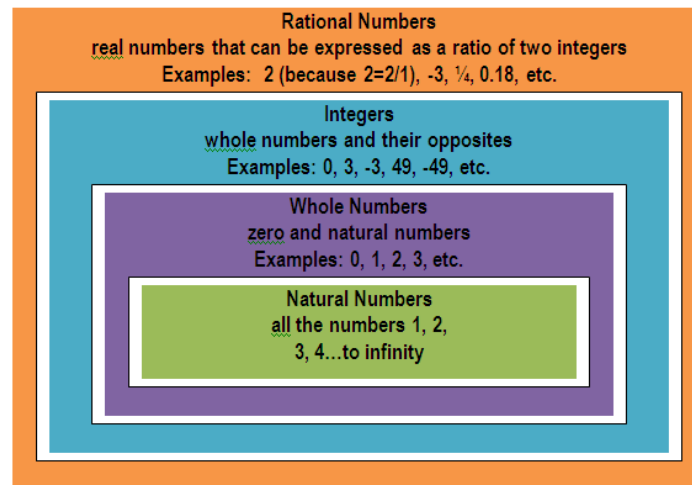 Rational Numbers
real numbers that can be expressed as a ratio of two integers
Examples: 2 (because 2=2/1), -3, ¼, 0.18, etc.
Integers
whole numbers and their opposites
Examples: 0, 3, -3, 49, -49, etc.
Whole Numbers
zero and natural numbers
Examples: 0, 1, 2, 3, etc.
Natural Numbers
all the numbers 1, 2,
3, 4…to infinity